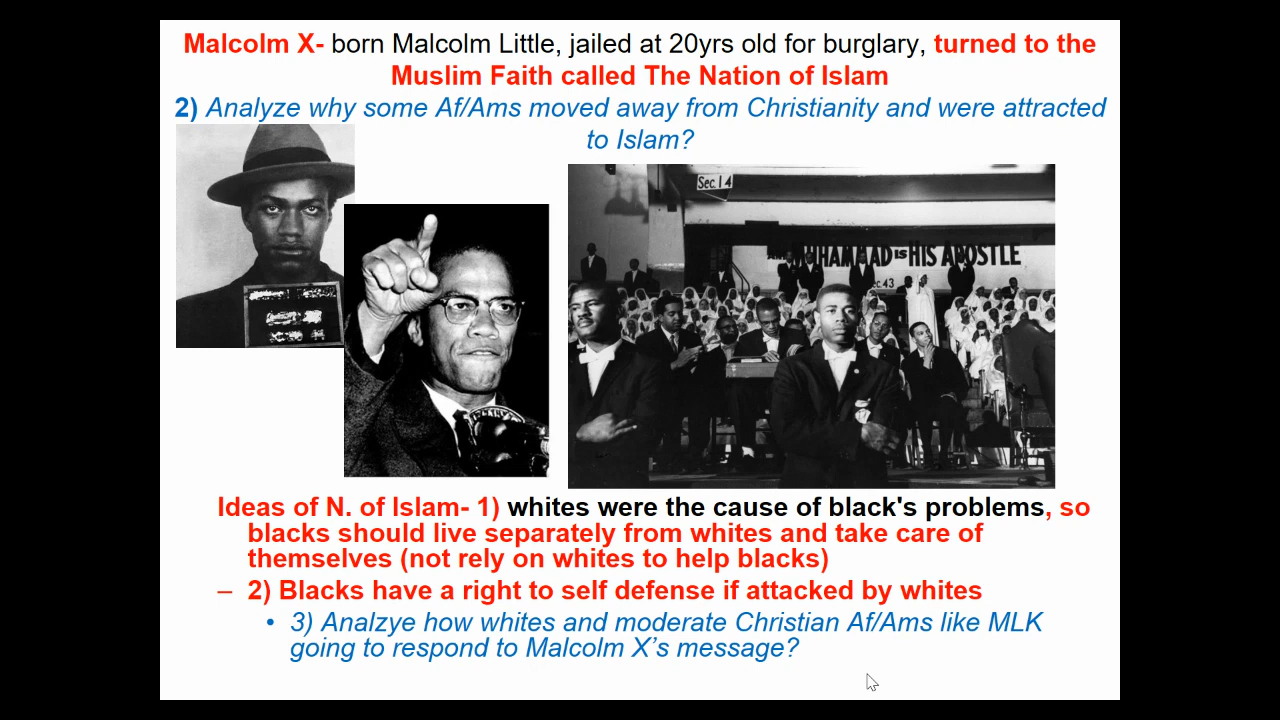 Malcolm X- born Malcolm Little, jailed at 20yrs old for burglary, turned to the
Muslim Faith called The Nation of Islam
2) Analyze why some Af/Ams moved away from Christianity and were attracted
to Islam?
Sec. 14
MUHAMMAD IS HIS APOSTLE
ec 43
Ideas of N. of Islam- 1) whites were the cause of black's problems, so
blacks should live separately from whites and take care of
themselves (not rely on whites to help blacks)
– 2) Blacks have a right to self defense if attacked by whites
• 3) Analzye how whites and moderate Christian Af/Ams like MLK
going to respond to Malcolm X’s message?